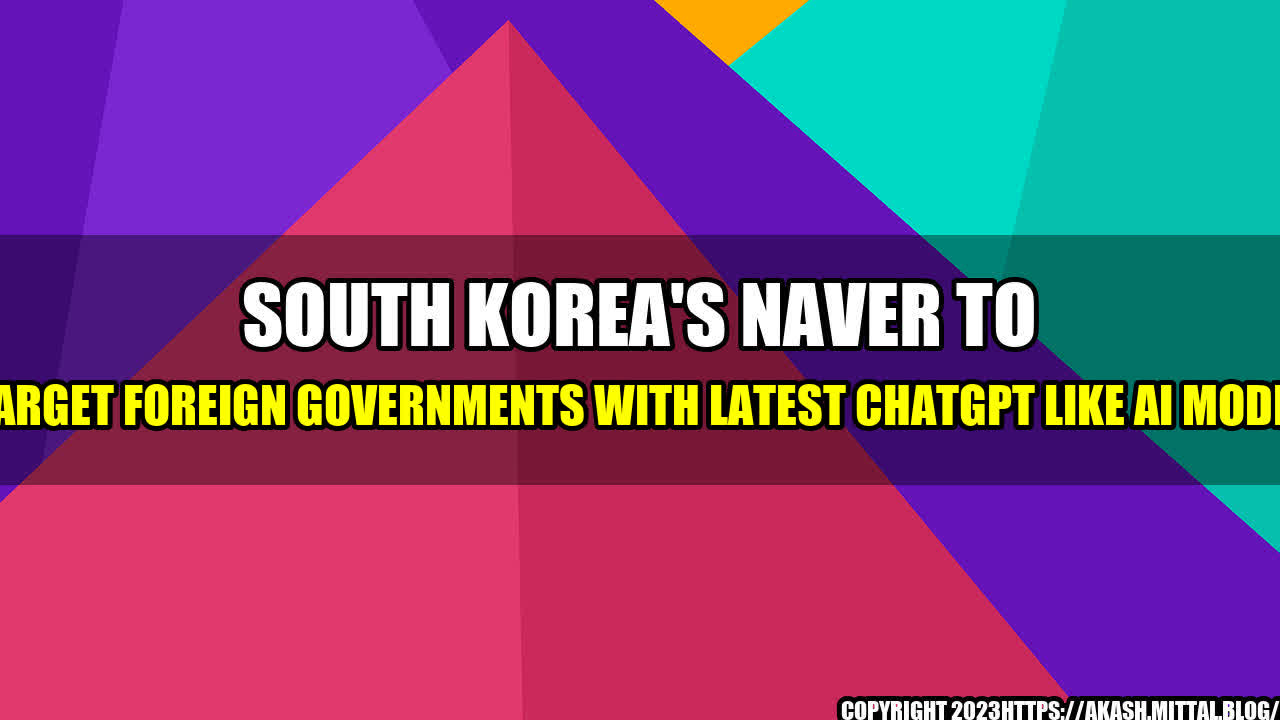 SOUTH KOREA'S NAVER TO
ARGET FOREIGN GOVERNMENTS WITH LATEST CHATGPT LIKE AI MOD
COPYRIGHT 2023HTTPS://AKASH.MITTAL.BLOG/